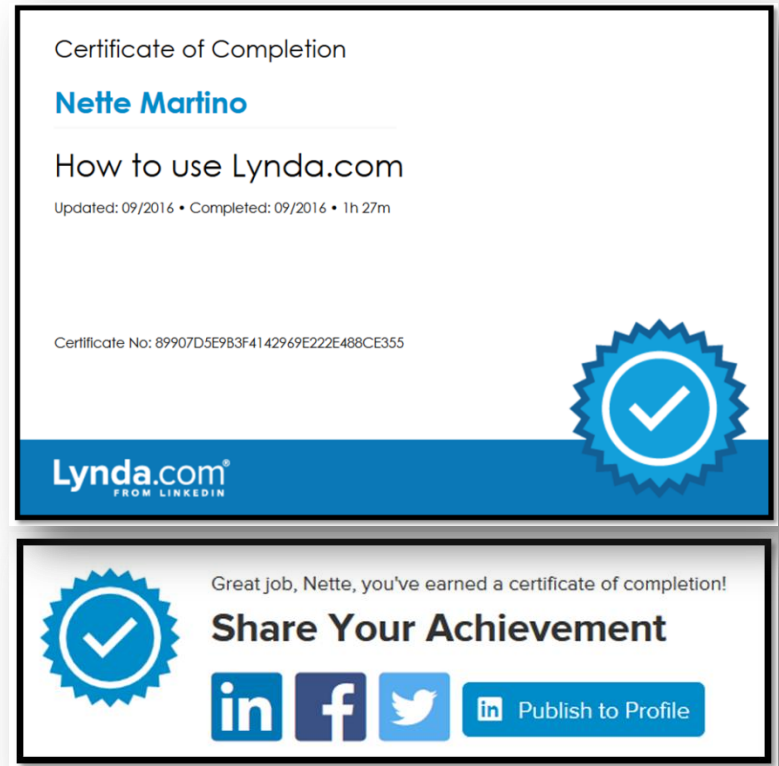 Certificate of Completion
Nette Martino
How to use Lynda.com
Updated: 09/2016 • Completed: 09/2016 • 1h 27m
Certificate No: 89907D5E9B3F4142969E222E488CE355
Lynda.com®
FROM LINKEDIN
Great job, Nette, you've earned a certificate of completion!
Share Your Achievement
in f in Publish to Profile